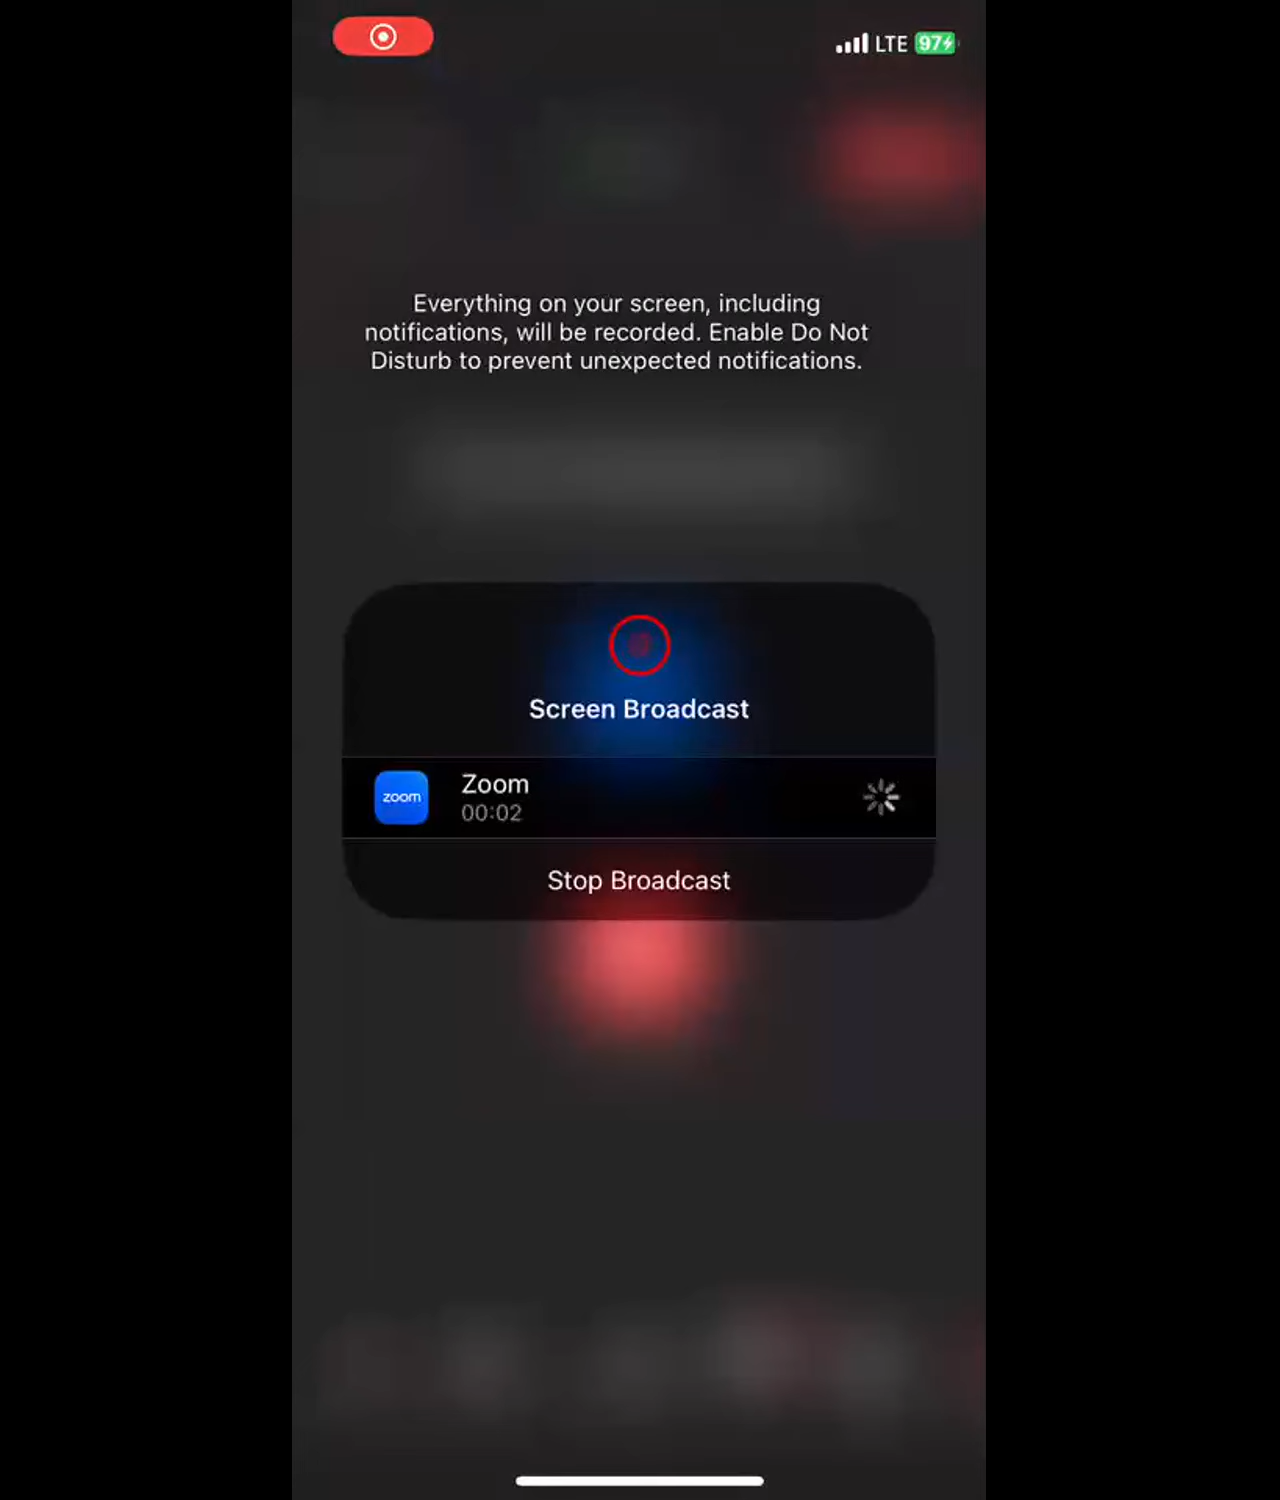 LTE 97
Everything on your screen, including
notifications, will be recorded. Enable Do Not
Disturb to prevent unexpected notifications.
Screen Broadcast
zoom
Zoom
00:02
Stop Broadcast